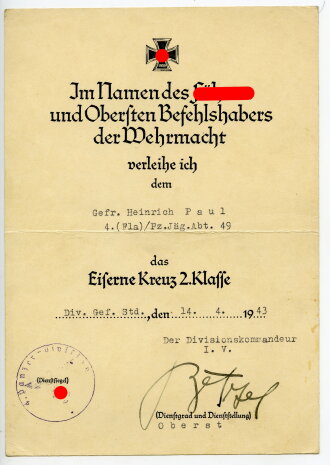 Im Namen des
und Obersten Befehlshabers
der Wehrmacht
verleihe ich
dem
Gefr. Heinrich P a u l
4.(Fla)/Pz.Jäg.Abt. 49
das
Eiserne Kreuz 2. Klasse
Div. Gef. Std. , den 14. 4. 1943
Der Divisionskommandeur
I. V.
(Dienstsiegel)
(Dienstgrad und Dienststellung)
Oberst